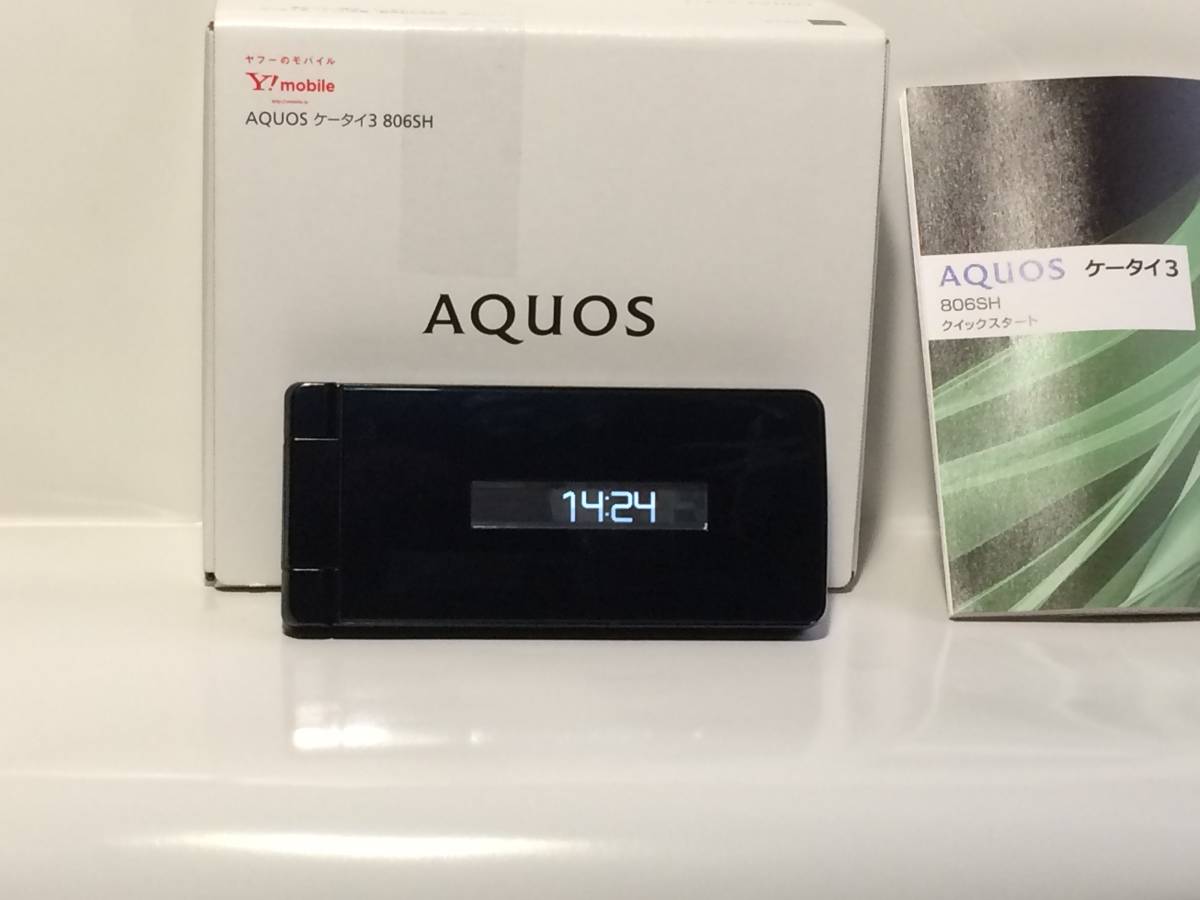 ヤフーのモバイル
Y!mobile
AQUOS ケータイ3 806SH
AQUOS
14:24
AQUOS ケータイ3
806SH
クイックスタート